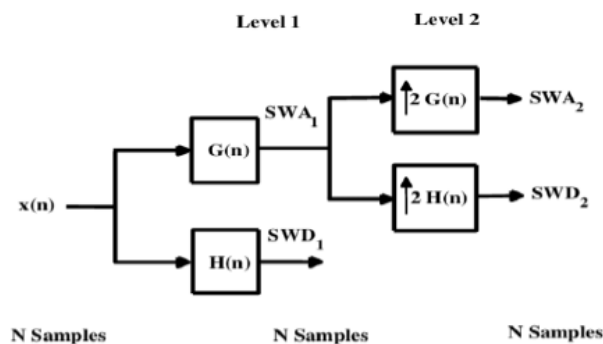 Level 1 Level 2
SWA1 ↑2 G(n) SWA2
G(n)
x(n) ↑2 H(n) SWD2
SWD1
H(n)
N Samples N Samples N Samples